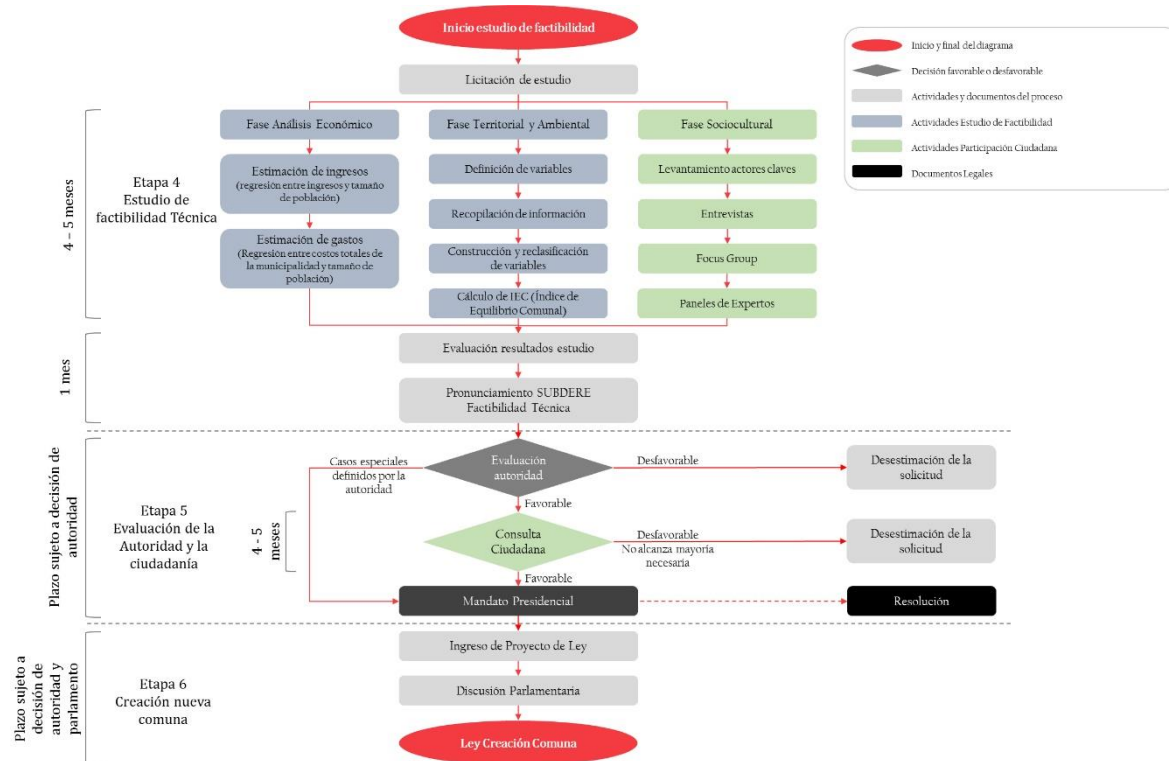 Inicio estudio de factibilidad
Licitación de estudio
Inicio y final del diagrama
Decisión favorable o desfavorable
Actividades y documentos del proceso
Actividades Estudio de Factibilidad
Actividades Participación Ciudadana
Documentos Legales
4 – 5 meses
Etapa 4
Estudio de
factibilidad Técnica
Fase Análisis Económico
Estimación de ingresos
(regresión entre ingresos y tamaño
de población)
Estimación de gastos
(Regresión entre costos totales de
la municipalidad y tamaño de
población)
Fase Territorial y Ambiental
Definición de variables
Recopilación de información
Construcción y reclasificación
de variables
Cálculo de IEC (Índice de
Equilibrio Comunal)
Fase Sociocultural
Levantamiento actores claves
Entrevistas
Focus Group
Paneles de Expertos
1 mes
Evaluación resultados estudio
Pronunciamiento SUBDERE
Factibilidad Técnica
Plazo sujeto a decisión de
autoridad
Etapa 5
Evaluación de la
Autoridad y la
ciudadanía
Casos especiales
definidos por la
autoridad
4 - 5
meses
Evaluación
autoridad
Desfavorable
Desestimación de la
solicitud
Favorable
Consulta
Ciudadana
Desfavorable
No alcanza mayoría
necesaria
Desestimación de la
solicitud
Favorable
Mandato Presidencial
Resolución
Plazo sujeto a
decisión de
autoridad y
parlamento
Etapa 6
Creación nueva
comuna
Ingreso de Proyecto de Ley
Discusión Parlamentaria
Ley Creación Comuna